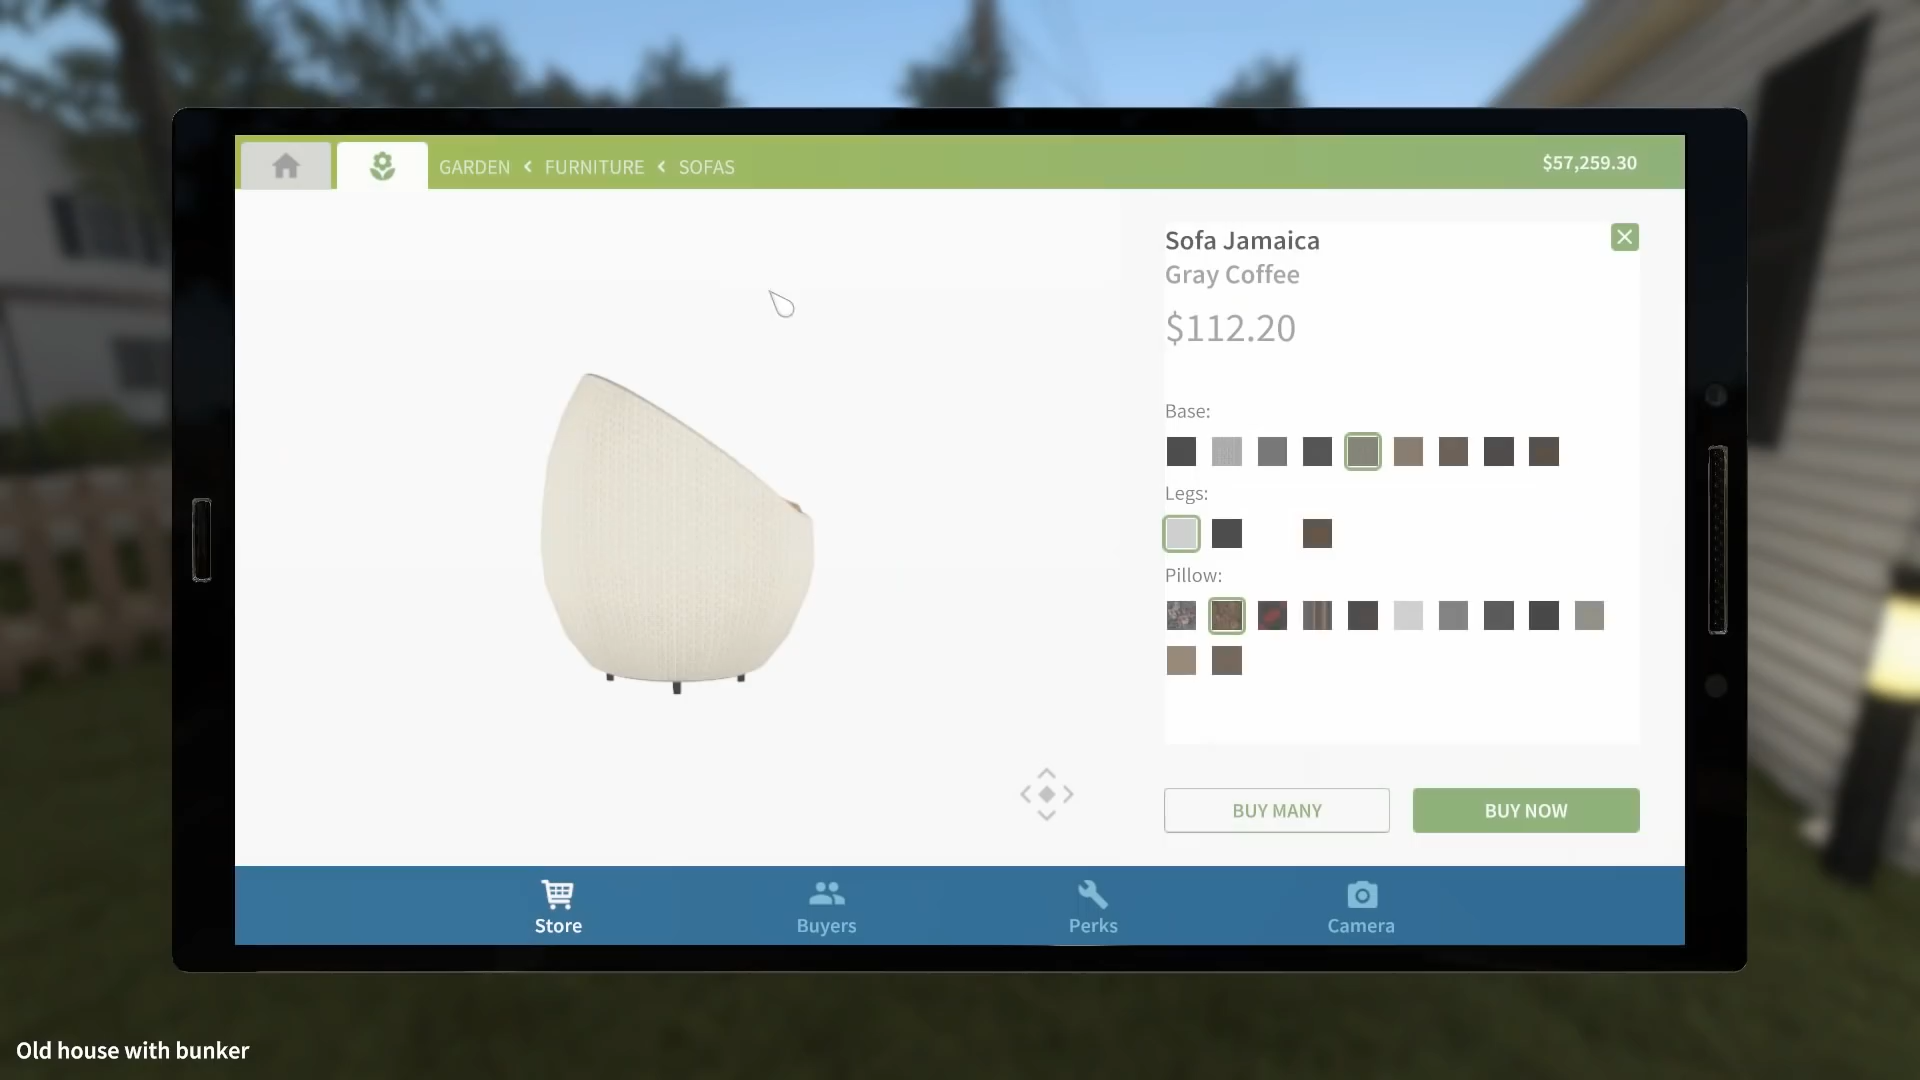 GARDEN < FURNITURE < SOFAS
$57,259.30
Sofa Jamaica
Gray Coffee
$112.20
Base:
Legs:
Pillow:
BUY MANY
BUY NOW
Store
Buyers
Perks
Camera
Old house with bunker